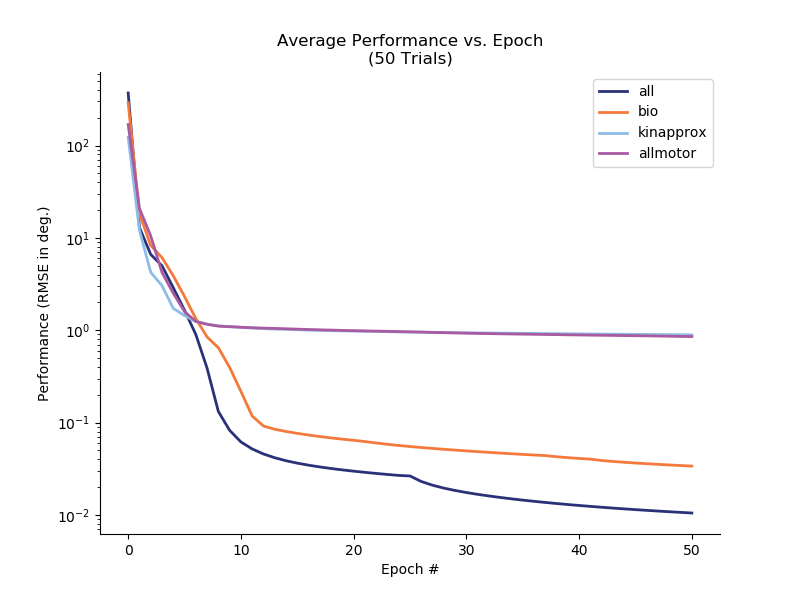 Average Performance vs. Epoch
(50 Trials)
all
bio
kinapprox
allmotor
Performance (RMSE in deg.)
10²
10¹
10⁰
10⁻¹
10⁻²
0 10 20 30 40 50
Epoch #